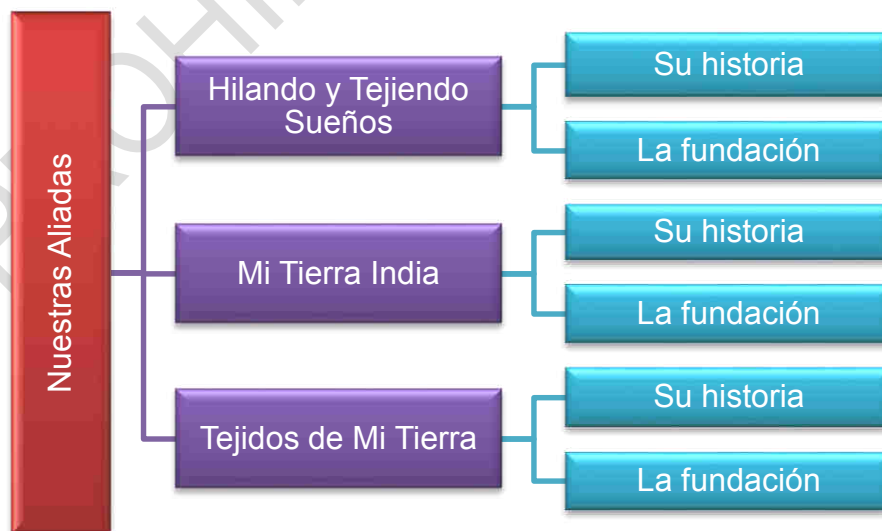 Nuestras Aliadas
Hilando y Tejiendo
Sueños
Su historia
La fundación
Mi Tierra India
Su historia
La fundación
Tejidos de Mi Tierra
Su historia
La fundación